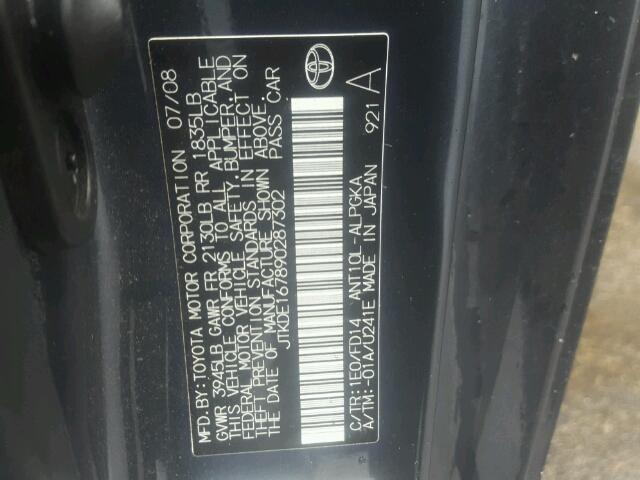 MFD. BY: TOYOTA MOTOR CORPORATION 07/08
GVWR 3945LB GAWR FR 2130LB RR 1835LB
THIS VEHICLE CONFORMS TO ALL APPLICABLE
FEDERAL MOTOR VEHICLE SAFETY, BUMPER, AND
THEFT PREVENTION STANDARDS IN EFFECT ON
THE DATE OF MANUFACTURE SHOWN ABOVE.
JTKDE167890287302 PASS CAR
C/TR: 1E0/FD14 ANT10L-ALPGKA
A/TM: -01A/U241E MADE IN JAPAN 921
A